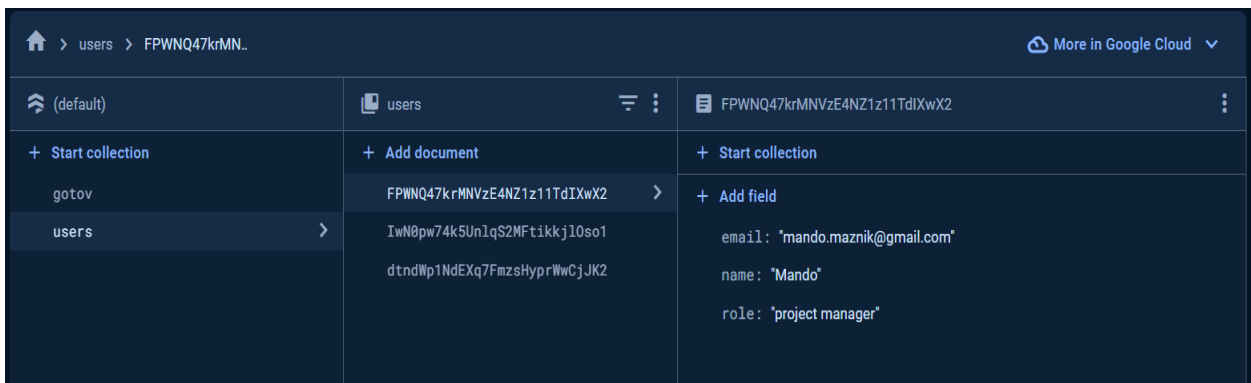 users FPWNQ47krMN..
More in Google Cloud
(default)
users
FPWNQ47krMNVzE4NZ1z11TdIXwX2
+ Start collection
+ Add document
+ Start collection
gotov
users
FPWNQ47krMNVzE4NZ1z11TdIXwX2
IwN0pw74k5UnlqS2MFtikkjlOso1
dtndWp1NdEXq7FmzsHyprWwCjJK2
+ Add field
email: "mando.maznik@gmail.com"
name: "Mando"
role: "project manager"